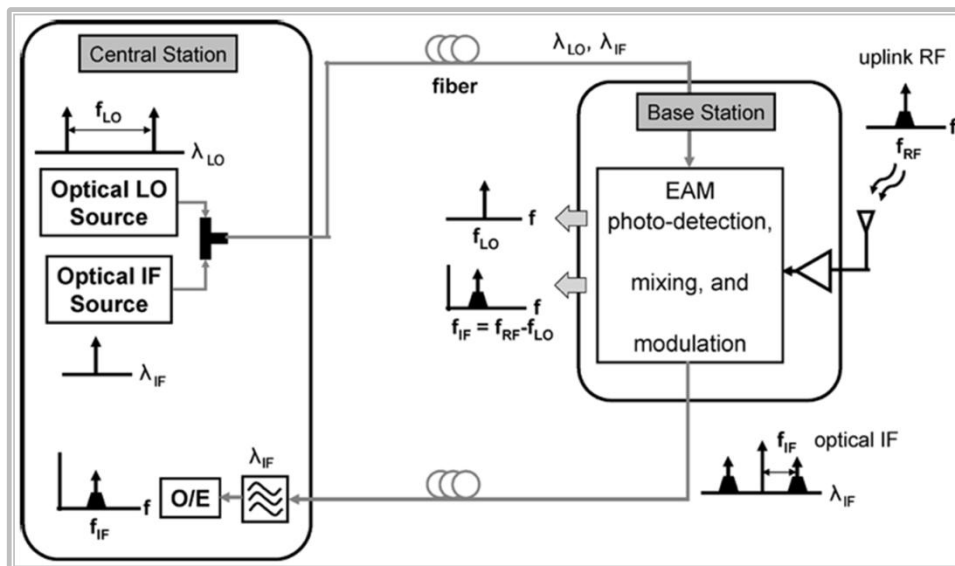 Central Station
f_LO
λ_LO
Optical LO
Source
Optical IF
Source
λ_IF
fiber
λ_LO, λ_IF
Base Station
uplink RF
f
f_RF
EAM
photo-detection,
mixing, and
modulation
f
f_LO
f
f_IF = f_RF-f_LO
f_IF optical IF
λ_IF
λ_IF
O/E
f
f_IF